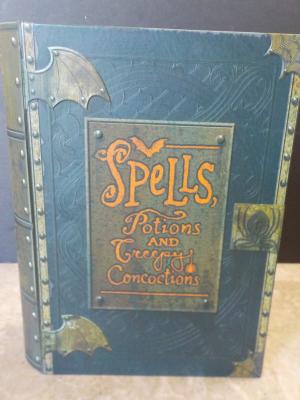 Spells,
Potions
AND
Creepy
Concoctions